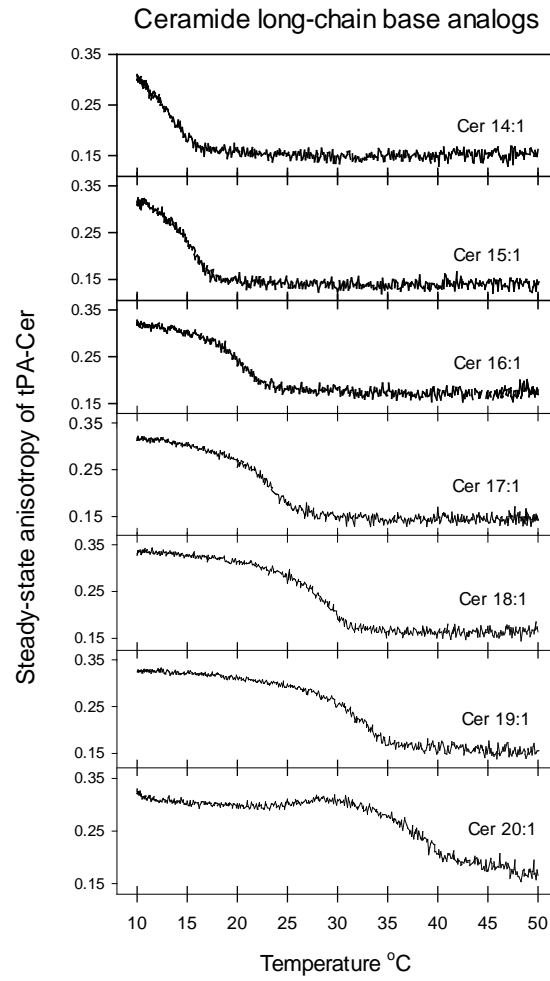 Ceramide long-chain base analogs
Steady-state anisotropy of tPA-Cer
0.35
0.25
0.15
Cer 14:1
0.35
0.25
0.15
Cer 15:1
0.35
0.25
0.15
Cer 16:1
0.35
0.25
0.15
Cer 17:1
0.35
0.25
0.15
Cer 18:1
0.35
0.25
0.15
Cer 19:1
0.35
0.25
0.15
Cer 20:1
10 15 20 25 30 35 40 45 50
Temperature °C